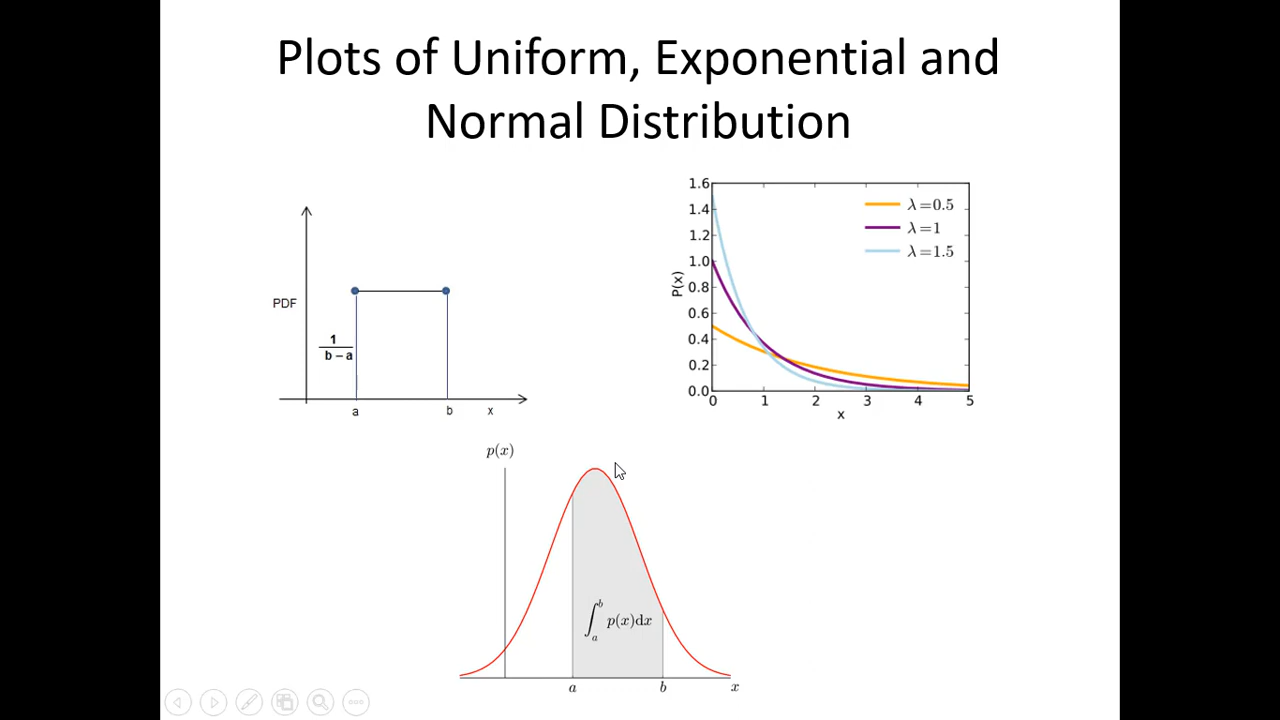 Plots of Uniform, Exponential and
Normal Distribution
PDF
1
b – a
a
b
x
1.6
1.4
1.2
1.0
0.8
0.6
0.4
0.2
0.0
P(x)
λ=0.5
λ=1
λ=1.5
0 1 2 3 4 5
x
p(x)
∫_a^b p(x)dx
a
b
x